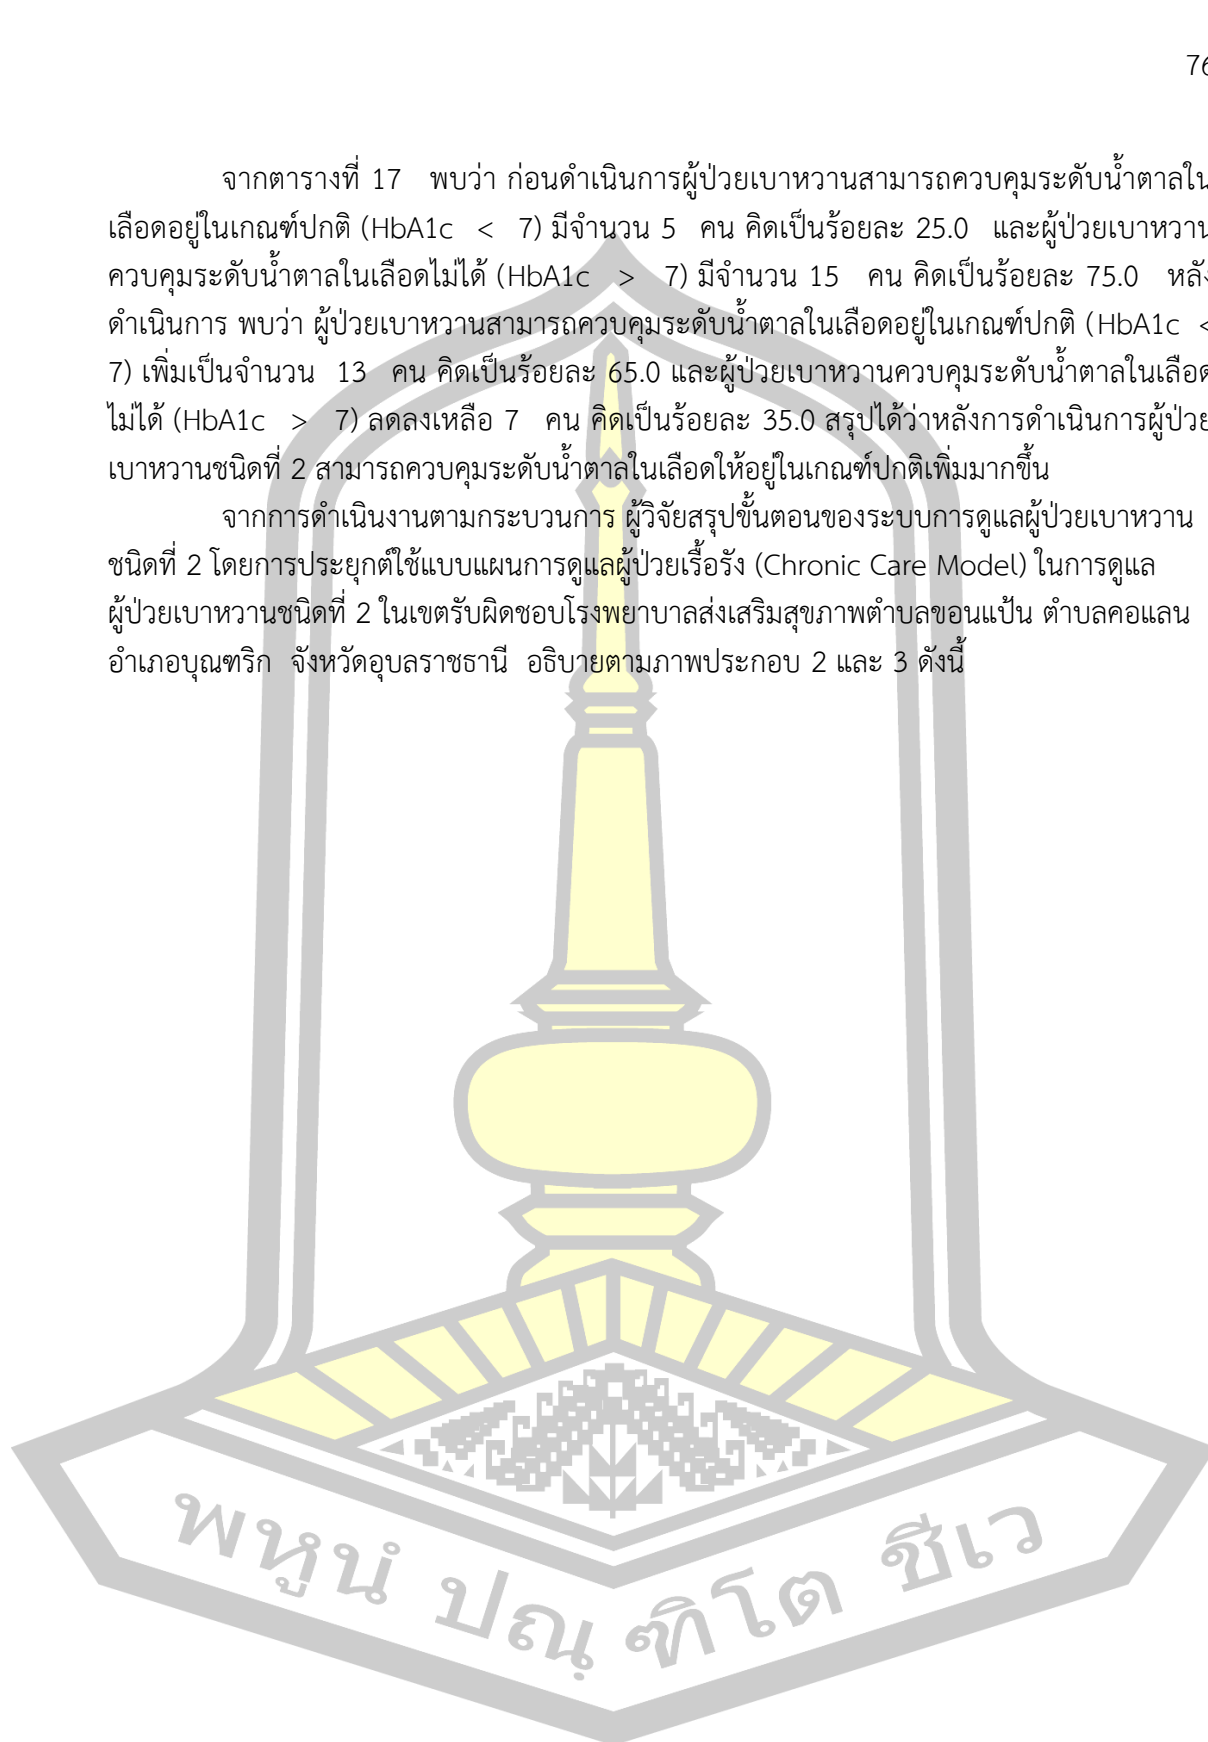 76
จากตารางที่ 17 พบว่า ก่อนดำเนินการผู้ป่วยเบาหวานสามารถควบคุมระดับน้ำตาลใน
เลือดอยู่ในเกณฑ์ปกติ (HbA1c < 7) มีจำนวน 5 คน คิดเป็นร้อยละ 25.0 และผู้ป่วยเบาหวาน
ควบคุมระดับน้ำตาลในเลือดไม่ได้ (HbA1c > 7) มีจำนวน 15 คน คิดเป็นร้อยละ 75.0 หลัง
ดำเนินการ พบว่า ผู้ป่วยเบาหวานสามารถควบคุมระดับน้ำตาลในเลือดอยู่ในเกณฑ์ปกติ (HbA1c <
7) เพิ่มเป็นจำนวน 13 คน คิดเป็นร้อยละ 65.0 และผู้ป่วยเบาหวานควบคุมระดับน้ำตาลในเลือด
ไม่ได้ (HbA1c > 7) ลดลงเหลือ 7 คน คิดเป็นร้อยละ 35.0 สรุปได้ว่าหลังการดำเนินการผู้ป่วย
เบาหวานชนิดที่ 2 สามารถควบคุมระดับน้ำตาลในเลือดให้อยู่ในเกณฑ์ปกติเพิ่มมากขึ้น
จากการดำเนินงานตามกระบวนการ ผู้วิจัยสรุปขั้นตอนของระบบการดูแลผู้ป่วยเบาหวาน
ชนิดที่ 2 โดยการประยุกต์ใช้แบบแผนการดูแลผู้ป่วยเรื้อรัง (Chronic Care Model) ในการดูแล
ผู้ป่วยเบาหวานชนิดที่ 2 ในเขตรับผิดชอบโรงพยาบาลส่งเสริมสุขภาพตำบลขอนแป้น ตำบลคอแลน
อำเภอบุณฑริก จังหวัดอุบลราชธานี อธิบายตามภาพประกอบ 2 และ 3 ดังนี้
พหูนํ ปณฺ ฑิโต ชีเว